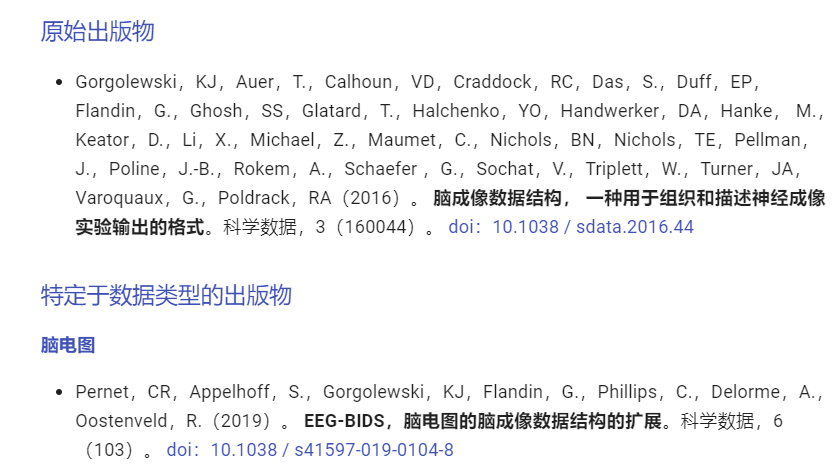 原始出版物
Gorgolewski，KJ，Auer，T.，Calhoun，VD，Craddock，RC，Das，S.，Duff，EP，
Flandin，G.，Ghosh，SS，Glatard，T.，Halchenko，YO，Handwerker，DA，Hanke， M.，
Keator，D.，Li，X.，Michael，Z.，Maumet，C.，Nichols，BN，Nichols，TE，Pellman，
J.，Poline，J.-B.，Rokem，A.，Schaefer ，G.，Sochat，V.，Triplett，W.，Turner，JA，
Varoquaux，G.，Poldrack，RA（2016）。 脑成像数据结构， 一种用于组织和描述神经成像
实验输出的格式。科学数据，3（160044）。 doi：10.1038 / sdata.2016.44
特定于数据类型的出版物
脑电图
Pernet，CR，Appelhoff，S.，Gorgolewski，KJ，Flandin，G.，Phillips，C.，Delorme，A.，
Oostenveld，R.（2019）。 EEG-BIDS，脑电图的脑成像数据结构的扩展。科学数据，6
（103）。 doi：10.1038 / s41597-019-0104-8